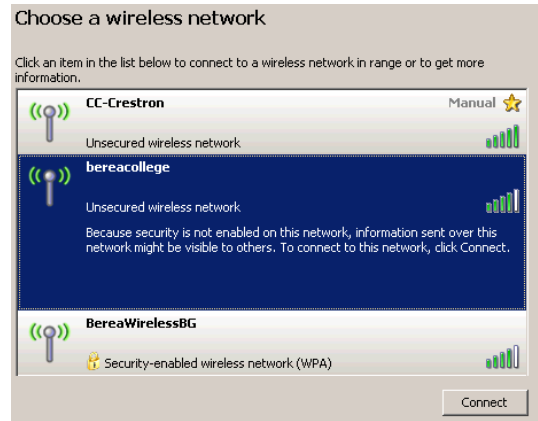 Choose a wireless network
Click an item in the list below to connect to a wireless network in range or to get more
information.
CC-Crestron Manual
Unsecured wireless network
bereacollege
Unsecured wireless network
Because security is not enabled on this network, information sent over this
network might be visible to others. To connect to this network, click Connect.
BereaWirelessBG
Security-enabled wireless network (WPA)
Connect